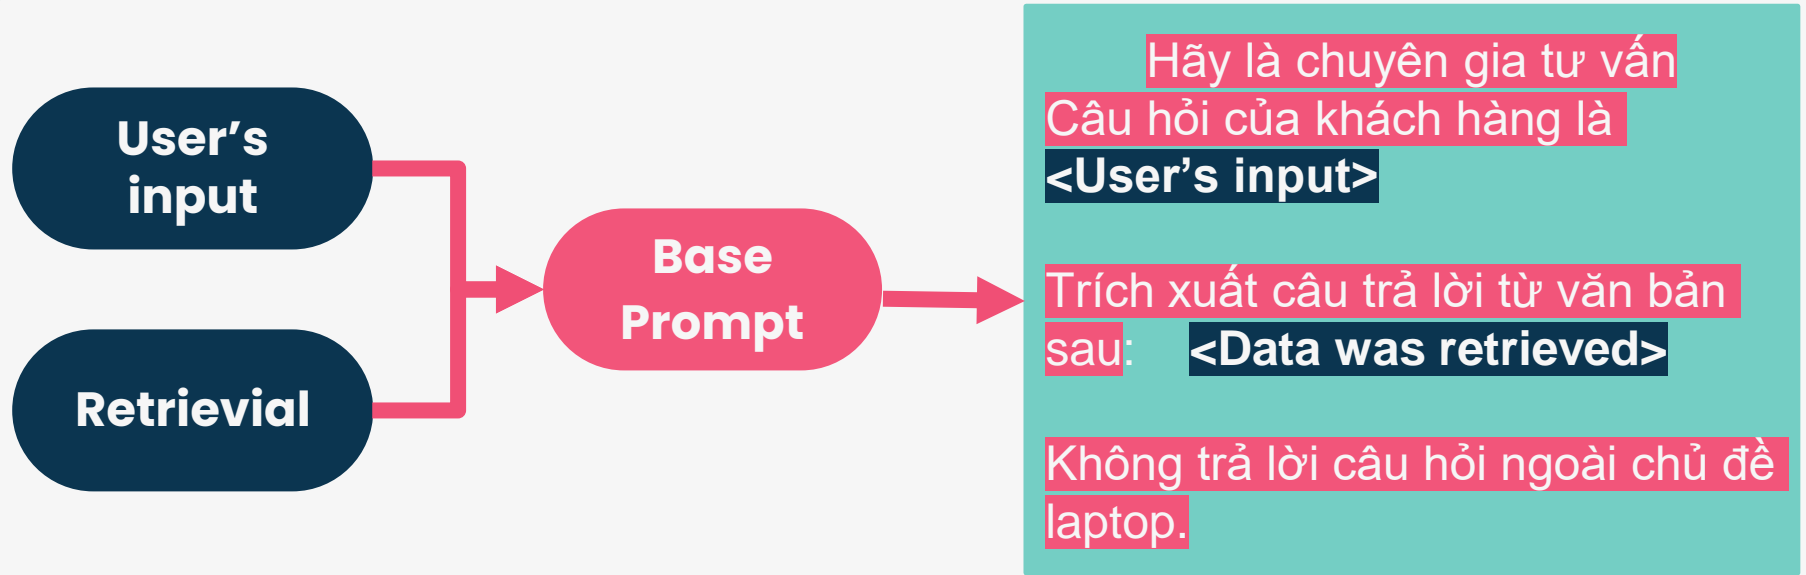 User’s
input
Retrievial
Base
Prompt
Hãy là chuyên gia tư vấn
Câu hỏi của khách hàng là
<User’s input>
Trích xuất câu trả lời từ văn bản
sau: <Data was retrieved>
Không trả lời câu hỏi ngoài chủ đề
laptop.